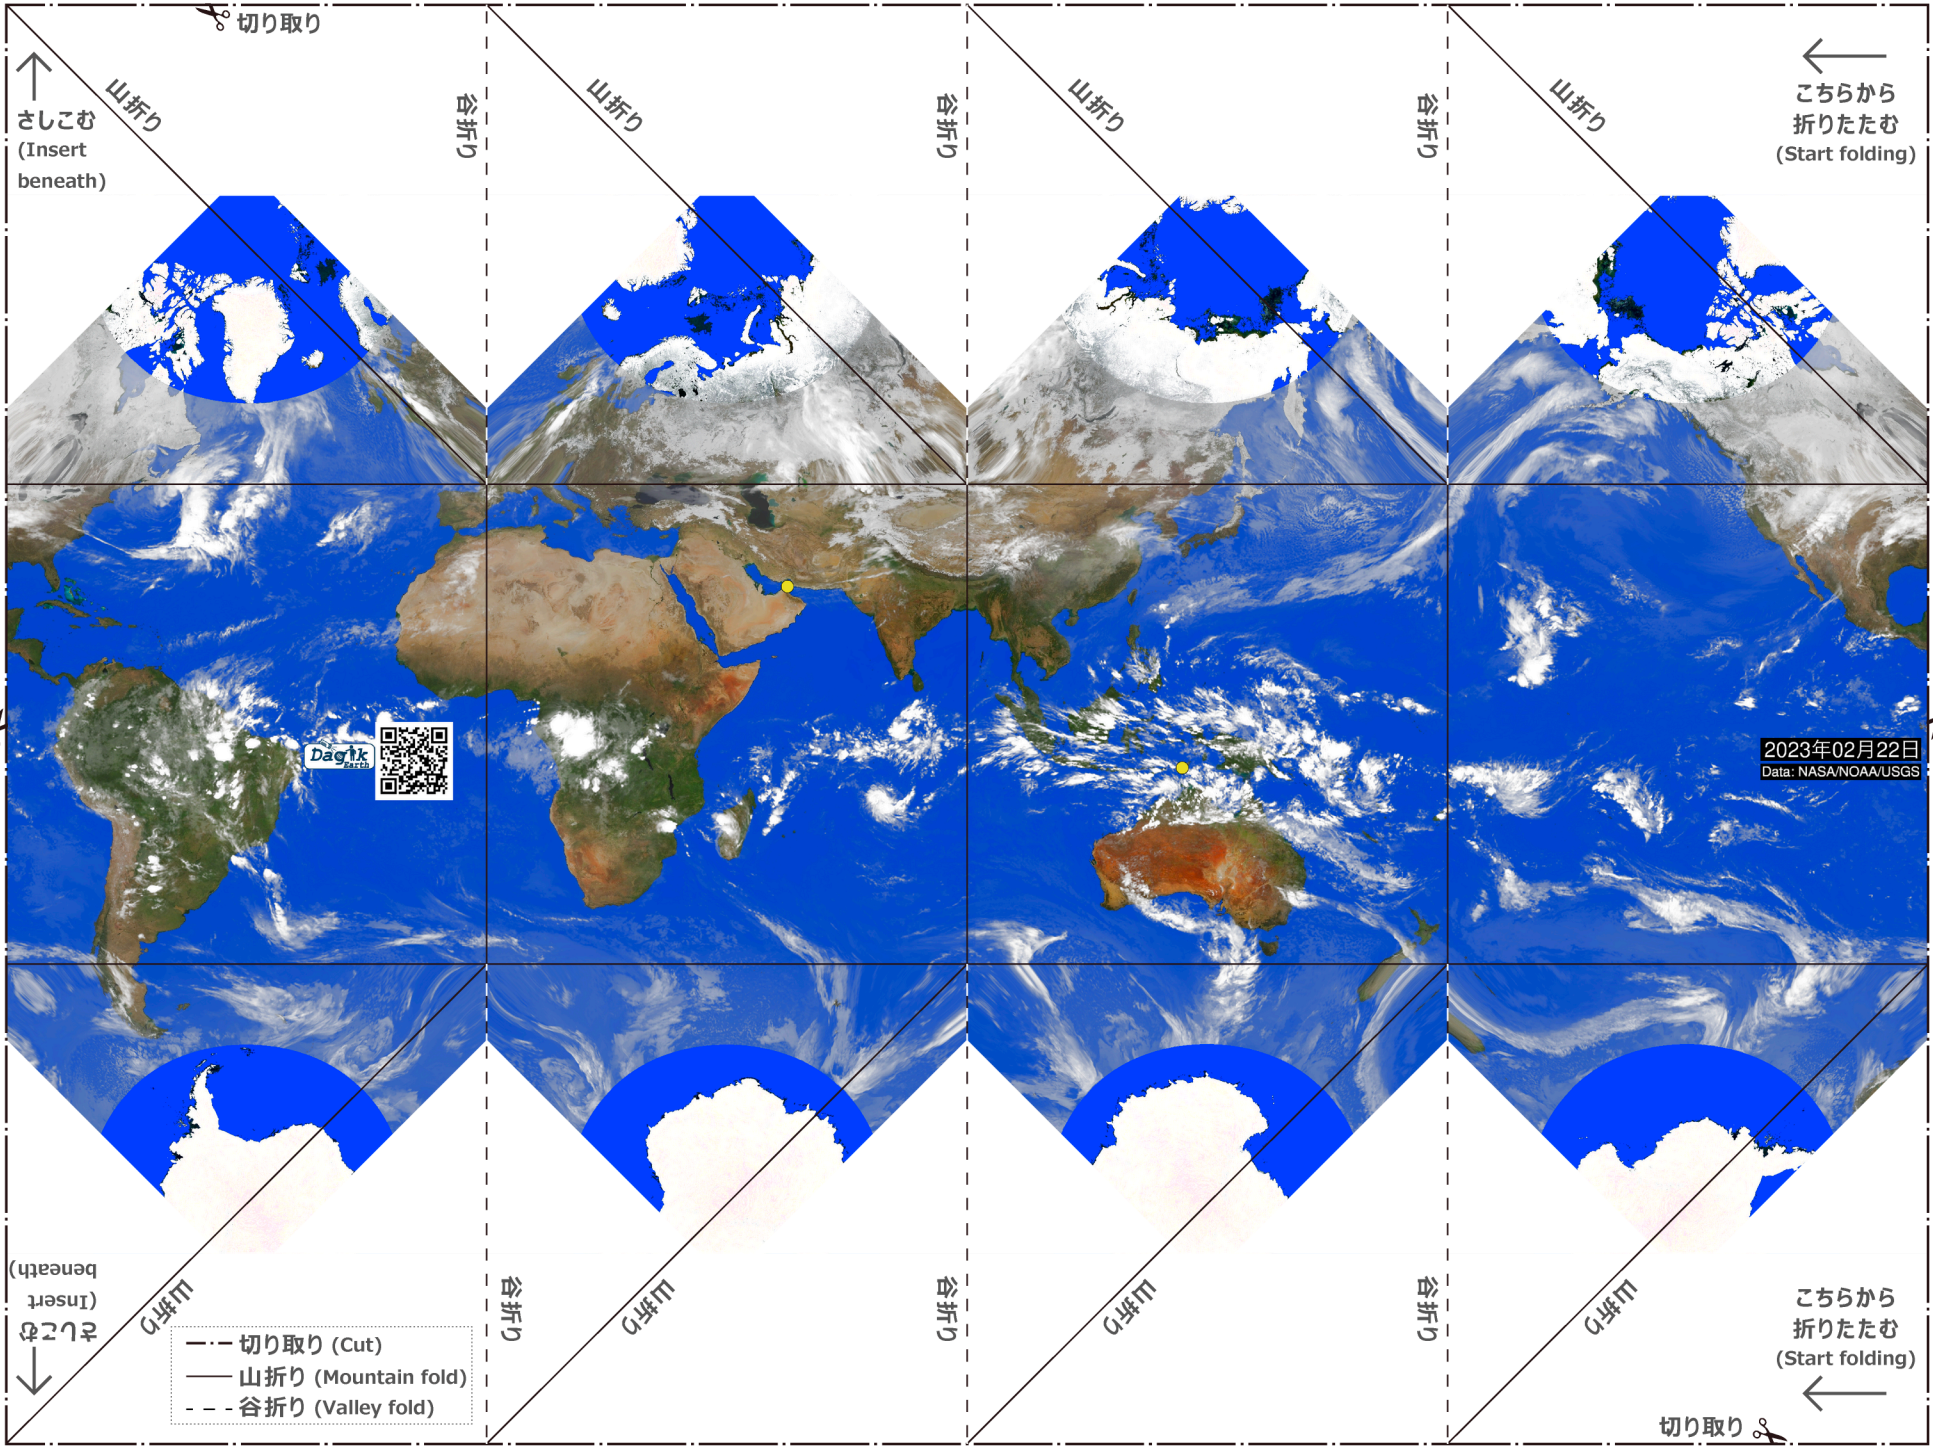 切り取り
山折り
谷折り
山折り
谷折り
山折り
谷折り
山折り
さしこむ
(Insert
beneath)
こちらから
折りたたむ
(Start folding)
Dagik
Earth
2023年02月22日
Data: NASA/NOAA/USGS
さしこむ
(Insert
beneath)
山折り
谷折り
山折り
谷折り
山折り
谷折り
山折り
こちらから
折りたたむ
(Start folding)
切り取り (Cut)
山折り (Mountain fold)
谷折り (Valley fold)
切り取り